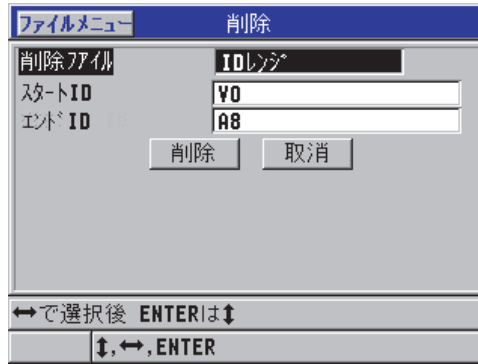 ファイルメニュー 削除
削除ファイル IDレンジ
スタートID V0
エンドID A8
削除 取消
↔で選択後 ENTERは↕
↕,↔,ENTER